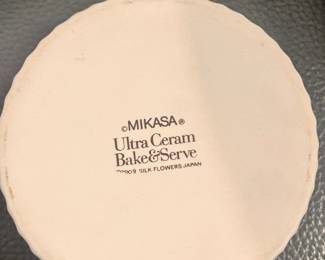 ©MIKASA®
Ultra Ceram
Bake&Serve
SILK FLOWERS JAPAN